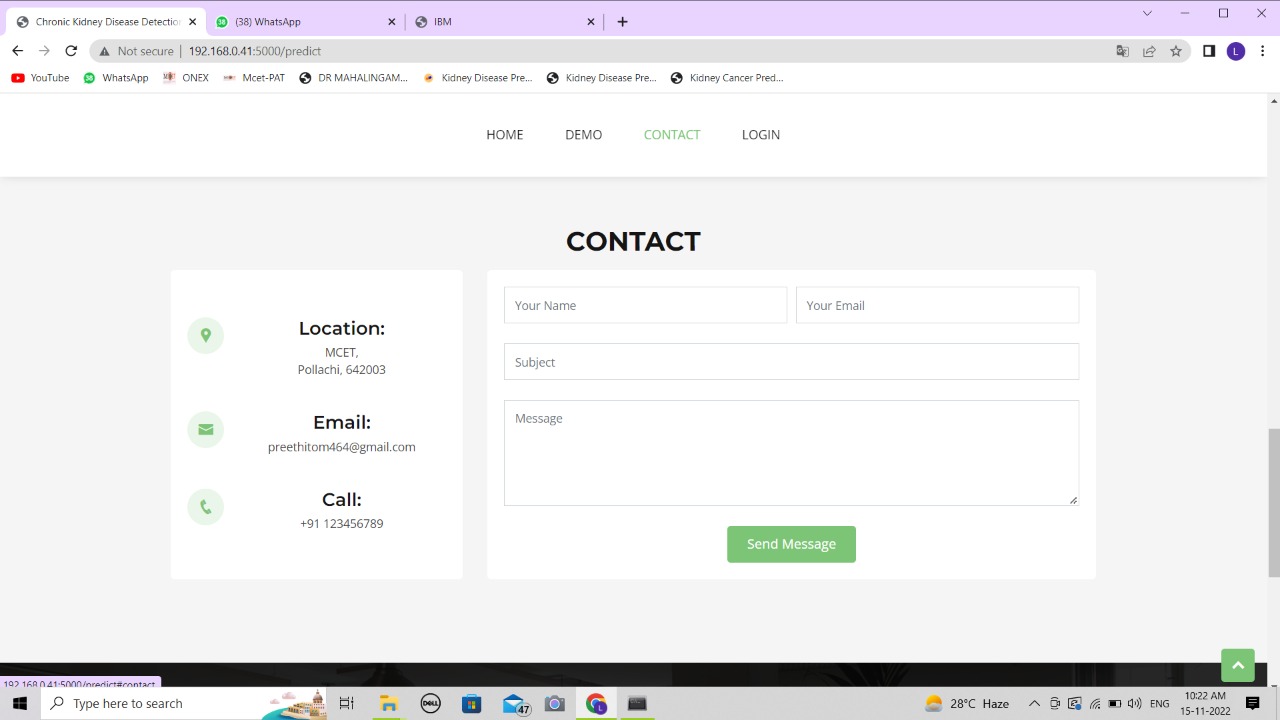 Chronic Kidney Disease Detectio
(38) WhatsApp
IBM
Not secure
192.168.0.41:5000/predict
L
YouTube
WhatsApp
ONEX
Mcet-PAT
DR MAHALINGAM...
Kidney Disease Pre...
Kidney Disease Pre...
Kidney Cancer Pred...
HOME
DEMO
CONTACT
LOGIN
CONTACT
Location:
MCET,
Pollachi, 642003
Email:
preethitom464@gmail.com
Call:
+91 123456789
Your Name
Your Email
Subject
Message
Send Message
192.168.0.41:5000/predict#contact
Type here to search
DELL
47
28°C Haze
ENG
10:22 AM
15-11-2022